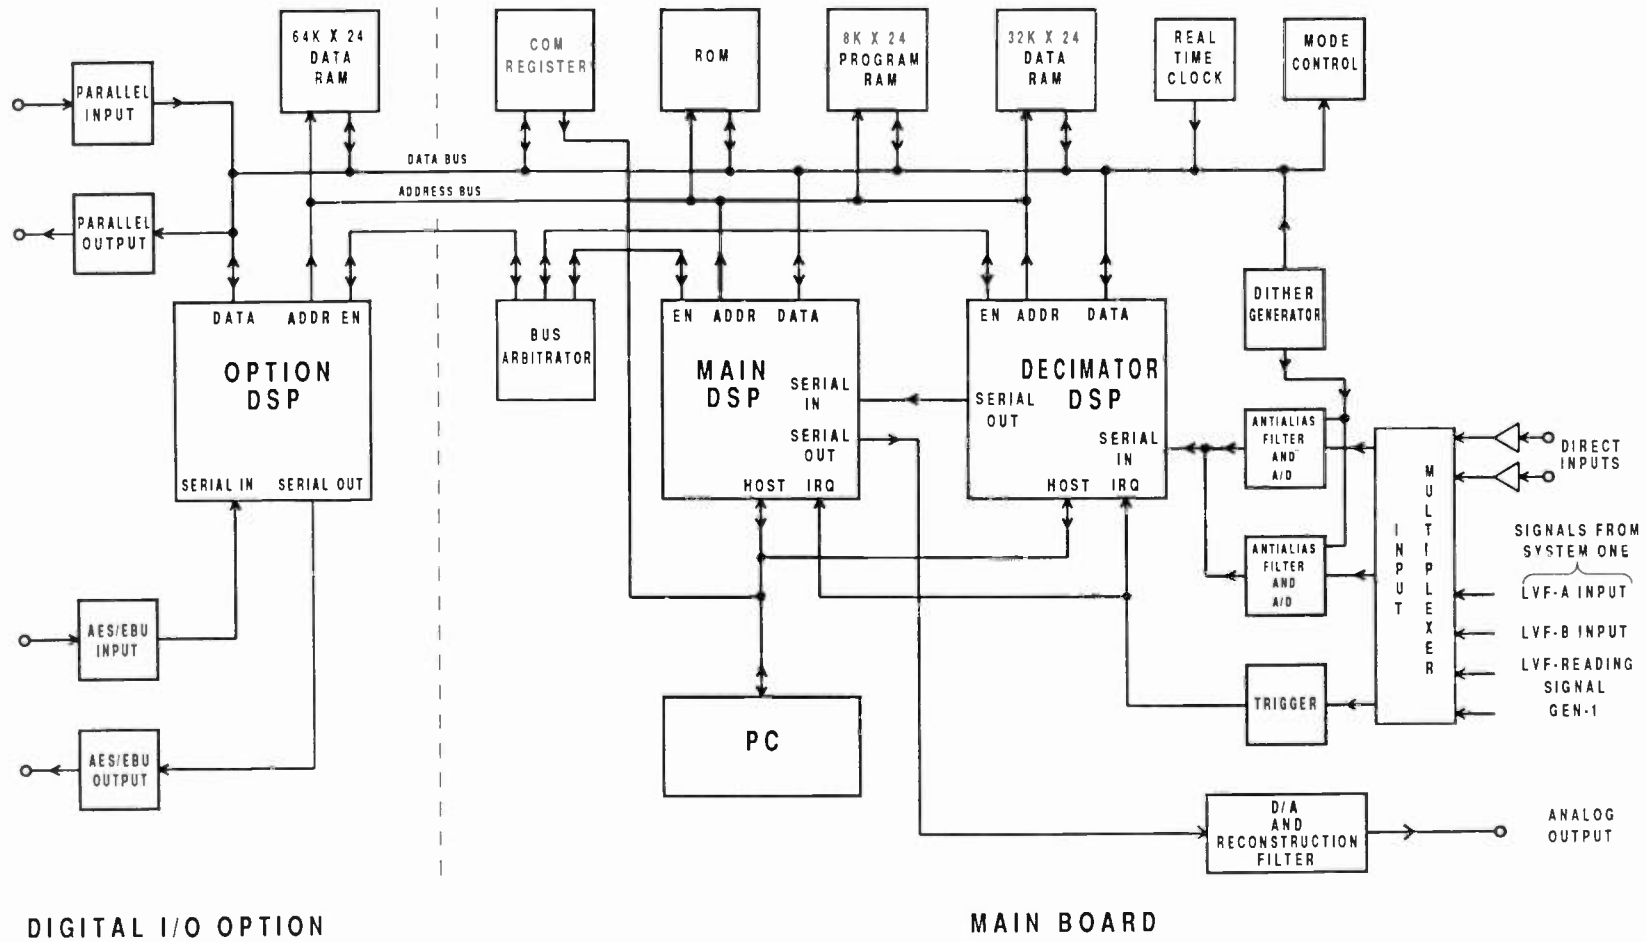 64K X 24
DATA
RAM
COM
REGISTER
ROM
8K X 24
PROGRAM
RAM
32K X 24
DATA
RAM
REAL
TIME
CLOCK
MODE
CONTROL
PARALLEL
INPUT
DATA BUS
ADDRESS BUS
PARALLEL
OUTPUT
DATA
ADDR
EN
OPTION
DSP
SERIAL IN
SERIAL OUT
BUS
ARBITRATOR
EN
ADDR
DATA
MAIN
DSP
SERIAL
IN
SERIAL
OUT
HOST
IRQ
EN
ADDR
DATA
DECIMATOR
DSP
SERIAL
OUT
SERIAL
IN
HOST
IRQ
DITHER
GENERATOR
ANTIALIAS
FILTER
AND
A/D
ANTIALIAS
FILTER
AND
A/D
INPUT
MULTIPLEXER
DIRECT
INPUTS
SIGNALS FROM
SYSTEM ONE
LVF-A INPUT
LVF-B INPUT
LVF-READING
SIGNAL
GEN-1
TRIGGER
AES/EBU
INPUT
AES/EBU
OUTPUT
PC
D/A
AND
RECONSTRUCTION
FILTER
ANALOG
OUTPUT
DIGITAL I/O OPTION
MAIN BOARD